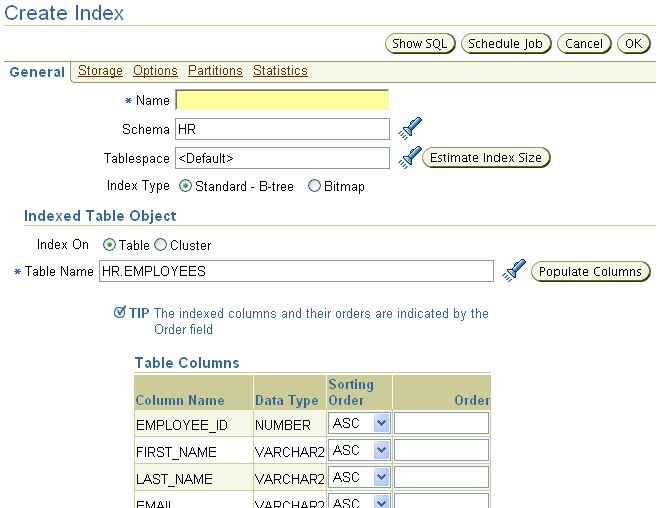 Create Index
Show SQL Schedule Job Cancel OK
General Storage Options Partitions Statistics
* Name
Schema HR
Tablespace <Default> Estimate Index Size
Index Type Standard - B-tree Bitmap
Indexed Table Object
Index On Table Cluster
* Table Name HR.EMPLOYEES Populate Columns
TIP The indexed columns and their orders are indicated by the
Order field
Table Columns
Column Name Data Type Sorting Order Order
EMPLOYEE_ID NUMBER ASC
FIRST_NAME VARCHAR2 ASC
LAST_NAME VARCHAR2 ASC
EMAIL VARCHAR2 ASC